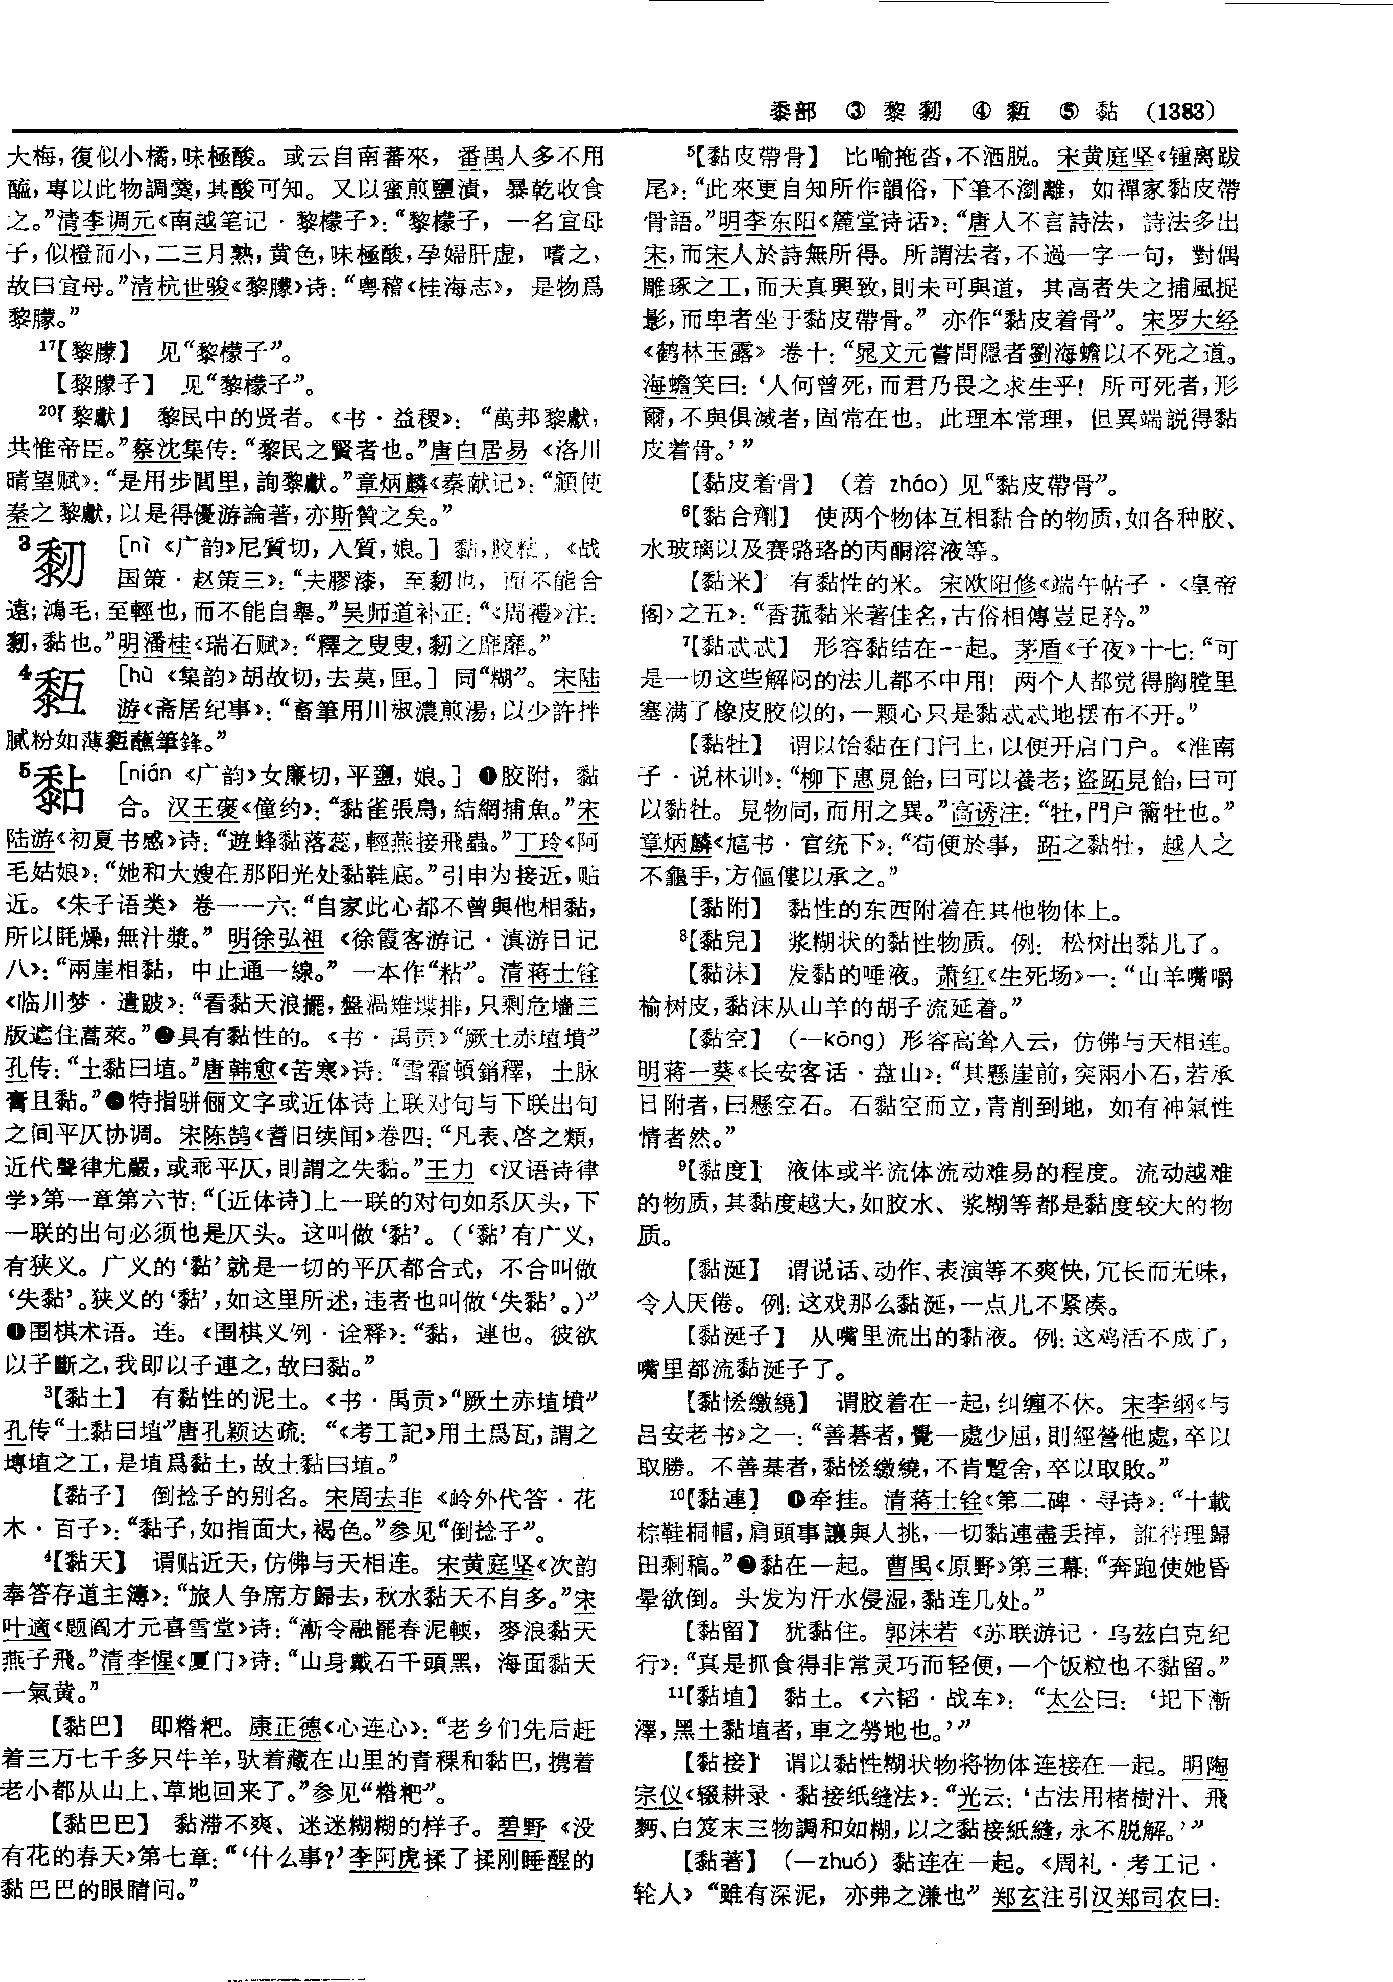 黍部 ③ 黎 䵒 ④ 䵖 ⑤ 黏 (1383)
大梅，復似小橘，味極酸。或云自南蕃來，番禺人多不用
醯，專以此物調羹，其酸可知。又以蜜煎鹽漬，暴乾收食
之。”清李调元《南越笔记·黎檬子》：“黎檬子，一名宜母
子，似橙而小，二三月熟，黄色，味極酸，孕婦肝虚，嗜之，
故曰宜母。”清杭世骏《黎朦》诗：“粤稽《桂海志》，是物爲
黎朦。”
17【黎朦】 见“黎檬子”。
【黎朦子】 见“黎檬子”。
20【黎獻】 黎民中的贤者。《书·益稷》：“萬邦黎獻，
共惟帝臣。”蔡沈集传：“黎民之賢者也。”唐白居易《洛川
晴望赋》：“是用步閭里，詢黎獻。”章炳麟《秦献记》：“顧使
秦之黎獻，以是得優游論著，亦斯贊之矣。”
3䵒 [nì《广韵》尼質切，入質，娘。] 黏，胶粘。《战
国策·赵策三》：“夫膠漆，至䵒也，而不能合
遠；鴻毛，至輕也，而不能自舉。”吴师道补正：“《周禮》注：
䵒，黏也。”明潘桂《瑞石赋》：“釋之叟叟，䵒之靡靡。”
4䵖 [hù《集韵》胡故切，去莫，匣。] 同“糊”。宋陆
游《斋居纪事》：“畜筆用川椒濃煎湯，以少許拌
膩粉如薄䵖蘸筆鋒。”
5黏 [nián《广韵》女廉切，平鹽，娘。] ❶胶附，黏
合。汉王褒《僮约》：“黏雀張鳥，結網捕魚。”宋
陆游《初夏书感》诗：“遊蜂黏落蕊，輕燕接飛蟲。”丁玲《阿
毛姑娘》：“她和大嫂在那阳光处黏鞋底。”引申为接近，贴
近。《朱子语类》卷一一六：“自家此心都不曾與他相黏，
所以眊燥，無汁漿。”明徐弘祖《徐霞客游记·滇游日记
八》：“兩崖相黏，中止通一線。”一本作“粘”。清蒋士铨
《临川梦·遣跛》：“看黏天浪擺，盤渦雉堞排，只剩危墙三
版遮住蒿萊。”❷具有黏性的。《书·禹贡》“厥土赤埴墳”
孔传：“土黏曰埴。”唐韩愈《苦寒》诗：“雪霜頓銷釋，土脉
膏且黏。”❸特指骈俪文字或近体诗上联对句与下联出句
之间平仄协调。宋陈鹄《耆旧续闻》卷四：“凡表、啓之類，
近代聲律尤嚴，或乖平仄，則謂之失黏。”王力《汉语诗律
学》第一章第六节：“〔近体诗〕上一联的对句如系仄头，下
一联的出句必须也是仄头。这叫做‘黏’。（‘黏’有广义，
有狭义。广义的‘黏’就是一切的平仄都合式，不合叫做
‘失黏’。狭义的‘黏’，如这里所述，违者也叫做‘失黏’。）”
❹围棋术语。连。《围棋义例·诠释》：“黏，連也。彼欲
以子斷之，我即以子連之，故曰黏。”
3【黏土】 有黏性的泥土。《书·禹贡》“厥土赤埴墳”
孔传“土黏曰埴”唐孔颖达疏：“《考工記》用土爲瓦，謂之
塼埴之工，是埴爲黏土，故土黏曰埴。”
【黏子】 倒捻子的别名。宋周去非《岭外代答·花
木·百子》：“黏子，如指面大，褐色。”参见“倒捻子”。
4【黏天】 谓贴近天，仿佛与天相连。宋黄庭坚《次韵
奉答存道主簿》：“旅人争席方歸去，秋水黏天不自多。”宋
叶適《题阎才元喜雪堂》诗：“漸令融罷春泥輭，麥浪黏天
燕子飛。”清李惺《厦门》诗：“山身戴石千頭黑，海面黏天
一氣黄。”
【黏巴】 即糌粑。康正德《心连心》：“老乡们先后赶
着三万七千多只牛羊，驮着藏在山里的青稞和黏巴，携着
老小都从山上、草地回来了。”参见“糌粑”。
【黏巴巴】 黏滞不爽、迷迷糊糊的样子。碧野《没
有花的春天》第七章：“‘什么事？’李阿虎揉了揉刚睡醒的
黏巴巴的眼睛问。”
5【黏皮帶骨】 比喻拖沓，不洒脱。宋黄庭坚《锺离跋
尾》：“此來更自知所作韻俗，下筆不瀏離，如禪家黏皮帶
骨語。”明李东阳《麓堂诗话》：“唐人不言詩法，詩法多出
宋，而宋人於詩無所得。所謂法者，不過一字一句，對偶
雕琢之工，而天真興致，則未可與道，其高者失之捕風捉
影，而卑者坐于黏皮帶骨。”亦作“黏皮着骨”。宋罗大经
《鹤林玉露》卷十：“晁文元嘗問隱者劉海蟾以不死之道。
海蟾笑曰：‘人何曾死，而君乃畏之求生乎！所可死者，形
爾，不與俱滅者，固常在也。此理本常理，但異端説得黏
皮着骨。’”
【黏皮着骨】 （着 zháo）见“黏皮帶骨”。
6【黏合劑】 使两个物体互相黏合的物质，如各种胶、
水玻璃以及赛璐珞的丙酮溶液等。
【黏米】 有黏性的米。宋欧阳修《端午帖子·〈皇帝
阁〉之五》：“香菰黏米著佳名，古俗相傳豈足矜。”
7【黏忒忒】 形容黏结在一起。茅盾《子夜》十七：“可
是一切这些解闷的法儿都不中用！两个人都觉得胸膛里
塞满了橡皮胶似的，一颗心只是黏忒忒地摆布不开。”
【黏牡】 谓以饴黏在门闩上，以便开启门户。《淮南
子·说林训》：“柳下惠見飴，曰可以養老；盜跖見飴，曰可
以黏牡。見物同，而用之異。”高诱注：“牡，門户籥牡也。”
章炳麟《訄书·官统下》：“苟便於事，跖之黏牡，越人之
不龜手，方傴僂以承之。”
【黏附】 黏性的东西附着在其他物体上。
8【黏兒】 浆糊状的黏性物质。例：松树出黏儿了。
【黏沫】 发黏的唾液。萧红《生死场》一：“山羊嘴嚼
榆树皮，黏沫从山羊的胡子流延着。”
【黏空】 （—kōng）形容高耸入云，仿佛与天相连。
明蒋一葵《长安客话·盘山》：“其懸崖前，突兩小石，若承
日附者，曰懸空石。石黏空而立，青削到地，如有神氣性
情者然。”
9【黏度】 液体或半流体流动难易的程度。流动越难
的物质，其黏度越大，如胶水、浆糊等都是黏度较大的物
质。
【黏涎】 谓说话、动作、表演等不爽快，冗长而无味，
令人厌倦。例：这戏那么黏涎，一点儿不紧凑。
【黏涎子】 从嘴里流出的黏液。例：这鸡活不成了，
嘴里都流黏涎子了。
【黏恡繳繞】 谓胶着在一起，纠缠不休。宋李纲《与
吕安老书》之一：“善碁者，覺一處少屈，則經營他處，卒以
取勝。不善棊者，黏恡繳繞，不肯蹔舍，卒以取敗。”
10【黏連】 ❶牵挂。清蒋士铨《第二碑·寻诗》：“十載
棕鞋桐帽，肩頭事讓與人挑，一切黏連盡丢掉，誰待理歸
田剩稿。”❷黏在一起。曹禺《原野》第三幕：“奔跑使她昏
晕欲倒。头发为汗水侵湿，黏连几处。”
【黏留】 犹黏住。郭沫若《苏联游记·乌兹白克纪
行》：“真是抓食得非常灵巧而轻便，一个饭粒也不黏留。”
11【黏埴】 黏土。《六韬·战车》：“太公曰：‘圮下漸
澤，黑土黏埴者，車之勞地也。’”
【黏接】 谓以黏性糊状物将物体连接在一起。明陶
宗仪《辍耕录·黏接纸缝法》：“光云：‘古法用楮樹汁、飛
麪、白芨末三物調和如糊，以之黏接紙縫，永不脱解。’”
【黏著】 （—zhuó）黏连在一起。《周礼·考工记·
轮人》“雖有深泥，亦弗之溓也”郑玄注引汉郑司农曰：